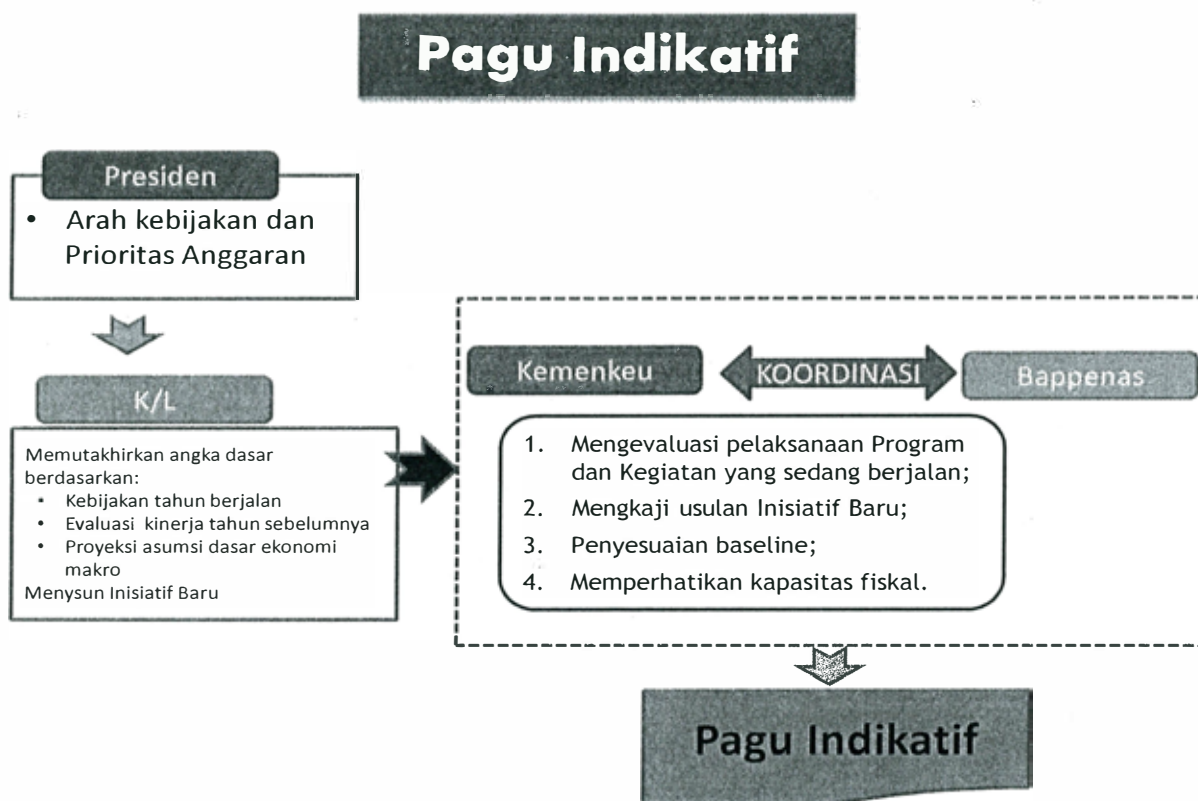 Pagu Indikatif
Presiden
• Arah kebijakan dan
Prioritas Anggaran
K/L
Memutakhirkan angka dasar
berdasarkan:
• Kebijakan tahun berjalan
• Evaluasi kinerja tahun sebelumnya
• Proyeksi asumsi dasar ekonomi
makro
Menysun Inisiatif Baru
Kemenkeu
KOORDINASI
Bappenas
1. Mengevaluasi pelaksanaan Program
dan Kegiatan yang sedang berjalan;
2. Mengkaji usulan Inisiatif Baru;
3. Penyesuaian baseline;
4. Memperhatikan kapasitas fiskal.
Pagu Indikatif